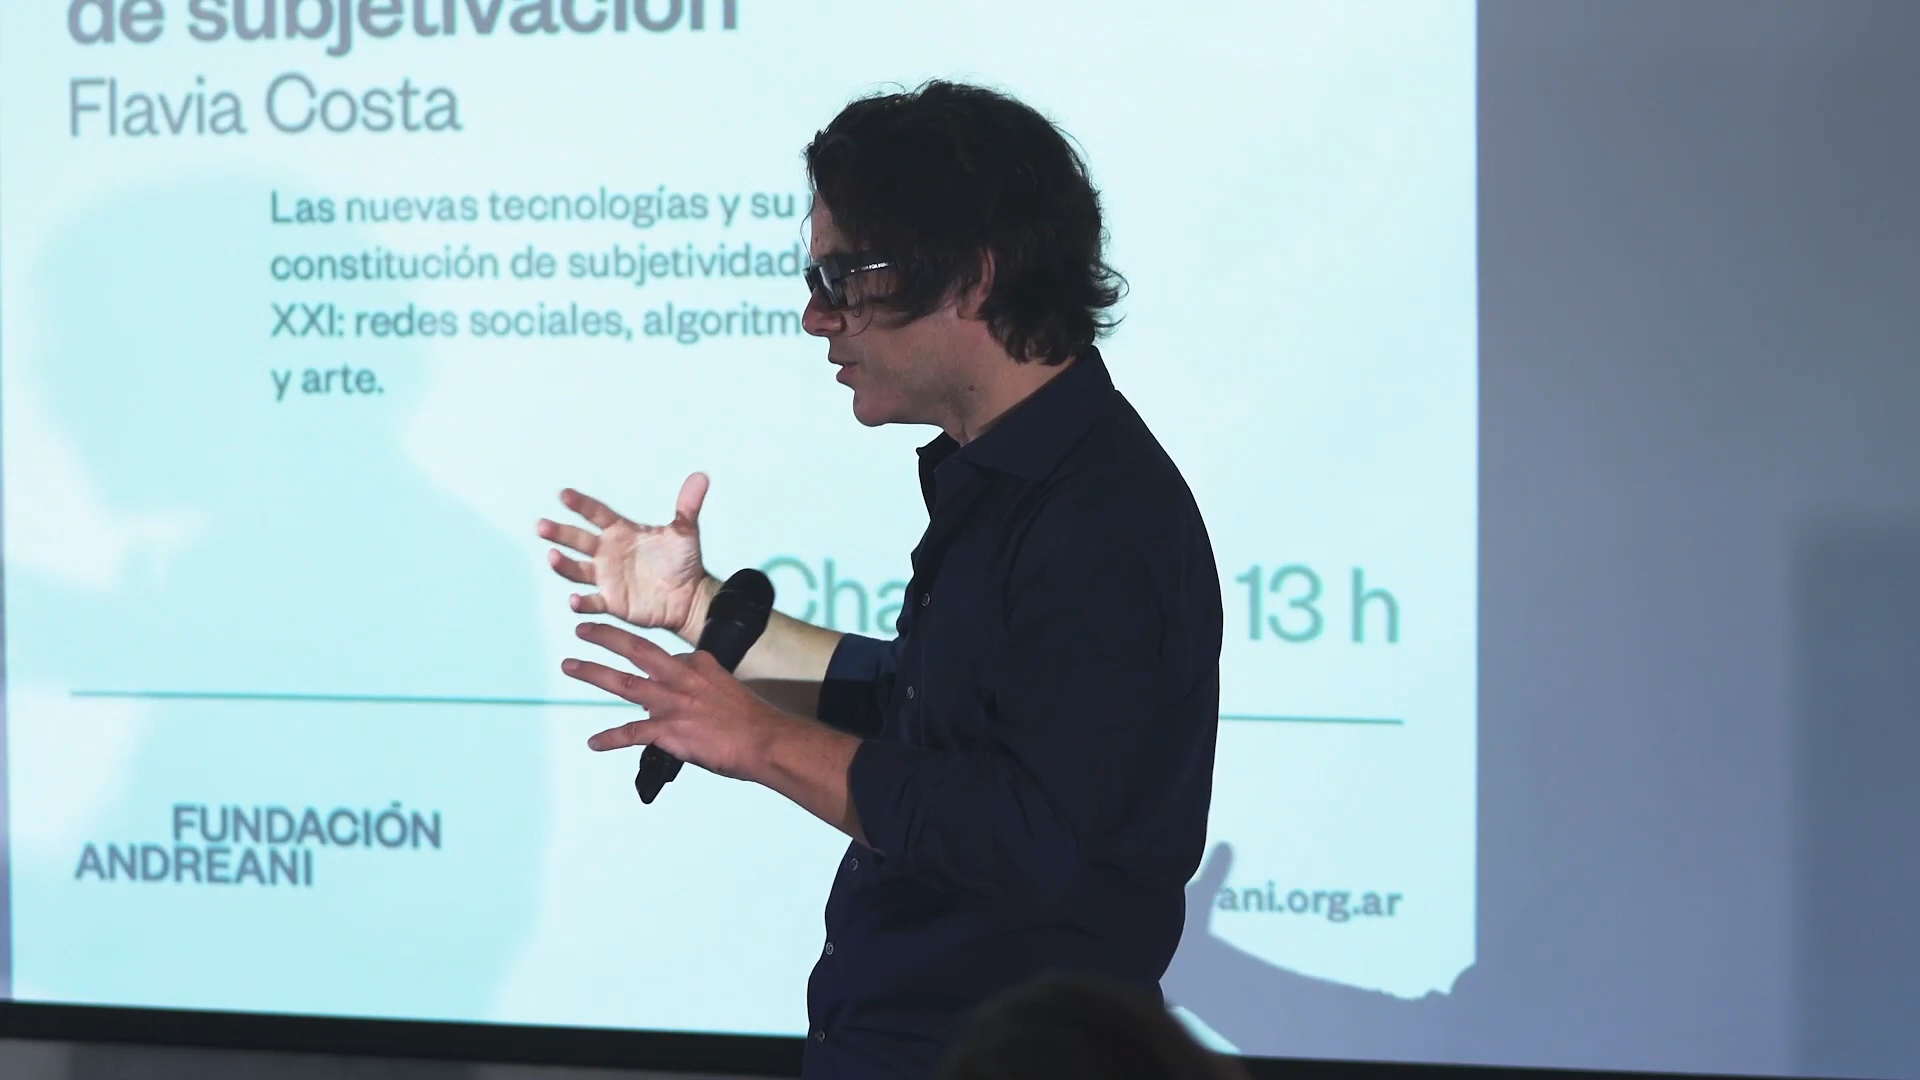 de subjetivación
Flavia Costa
Las nuevas tecnologías y su
constitución de subjetividad
XXI: redes sociales, algoritm
y arte.
Cha
13 h
FUNDACIÓN
ANDREANI
ani.org.ar